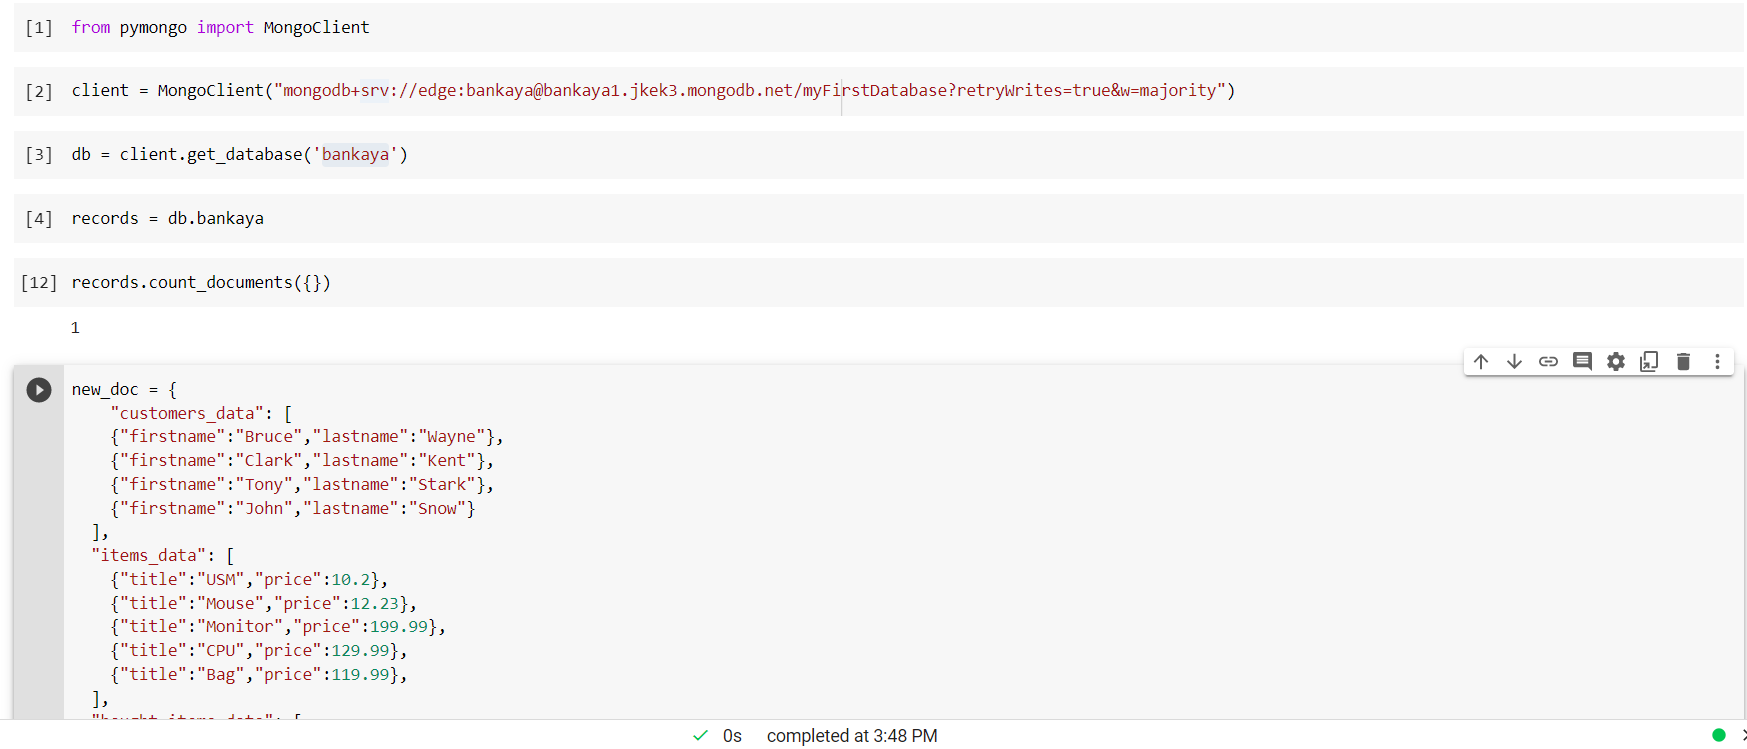 [1] from pymongo import MongoClient
[2] client = MongoClient("mongodb+srv://edge:bankaya@bankaya1.jkek3.mongodb.net/myFirstDatabase?retryWrites=true&w=majority")
[3] db = client.get_database('bankaya')
[4] records = db.bankaya
[12] records.count_documents({})
1
new_doc = {
"customers_data": [
{"firstname":"Bruce","lastname":"Wayne"},
{"firstname":"Clark","lastname":"Kent"},
{"firstname":"Tony","lastname":"Stark"},
{"firstname":"John","lastname":"Snow"}
],
"items_data": [
{"title":"USM","price":10.2},
{"title":"Mouse","price":12.23},
{"title":"Monitor","price":199.99},
{"title":"CPU","price":129.99},
{"title":"Bag","price":119.99},
],
"bought_items_data": [
0s completed at 3:48 PM